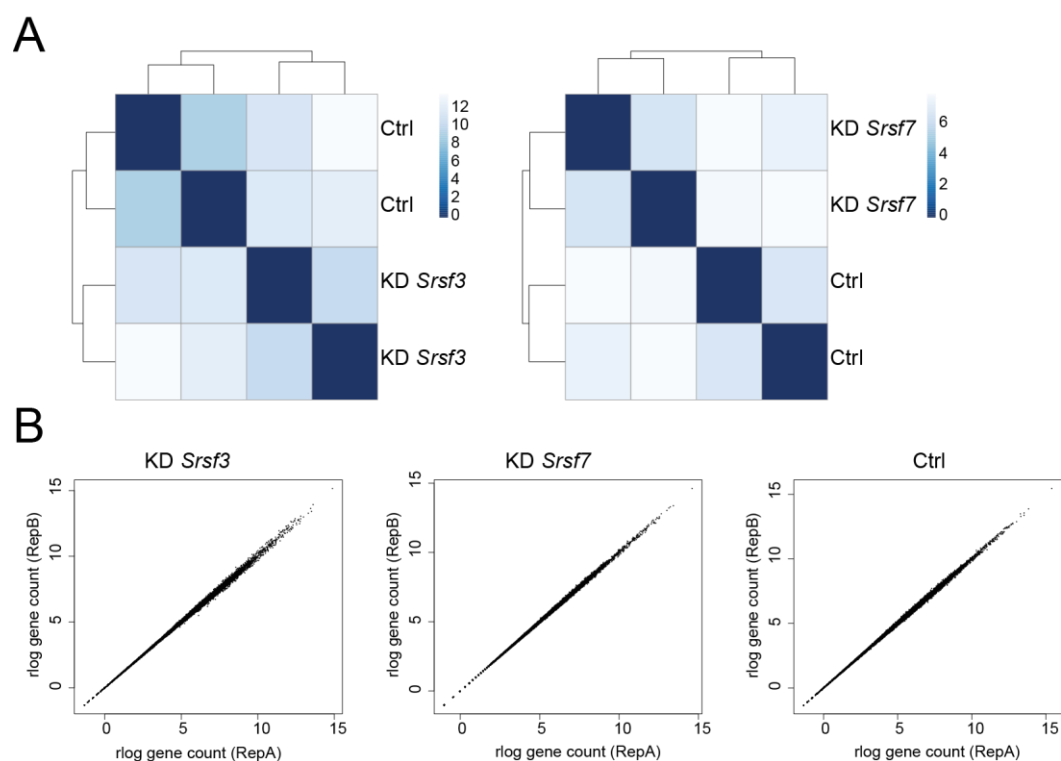 A
Ctrl
Ctrl
KD Srsf3
KD Srsf3
12
10
8
6
4
2
0
KD Srsf7
KD Srsf7
Ctrl
Ctrl
6
4
2
0
B
KD Srsf3
rlog gene count (RepB)
15
10
5
0
0 5 10 15
rlog gene count (RepA)
KD Srsf7
rlog gene count (RepB)
15
10
5
0
0 5 10 15
rlog gene count (RepA)
Ctrl
rlog gene count (RepB)
15
10
5
0
0 5 10 15
rlog gene count (RepA)